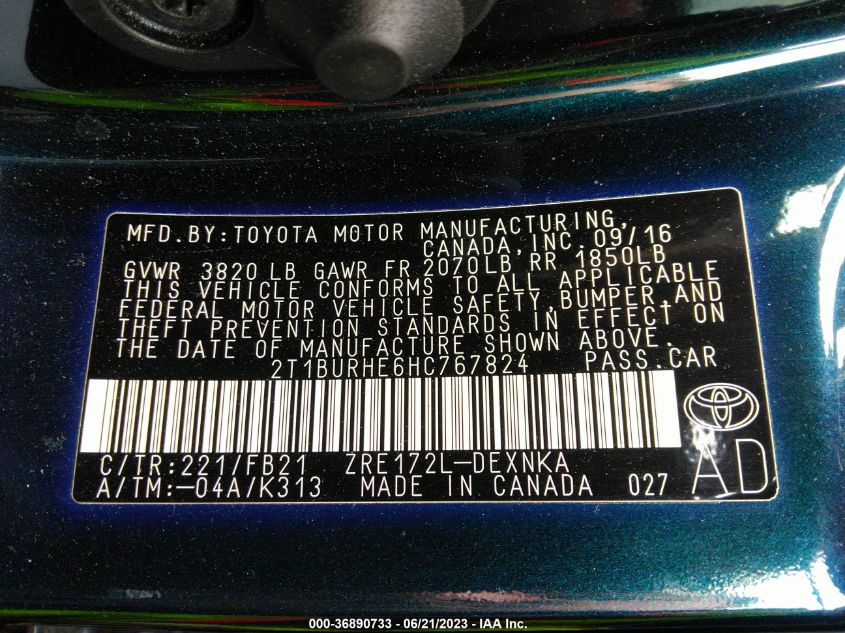 MFD.BY:TOYOTA MOTOR MANUFACTURING,
CANADA,INC. 09/16
GVWR 3820 LB GAWR FR 2070LB RR 1850LB
THIS VEHICLE CONFORMS TO ALL APPLICABLE
FEDERAL MOTOR VEHICLE SAFETY,BUMPER,AND
THEFT PREVENTION STANDARDS IN EFFECT ON
THE DATE OF MANUFACTURE SHOWN ABOVE.
2T1BURHE6HC767824 PASS.CAR
C/TR:221/FB21 ZRE172L-DEXNKA
A/TM:-04A/K313 MADE IN CANADA 027
AD
000-36890733 - 06/21/2023 - IAA Inc.